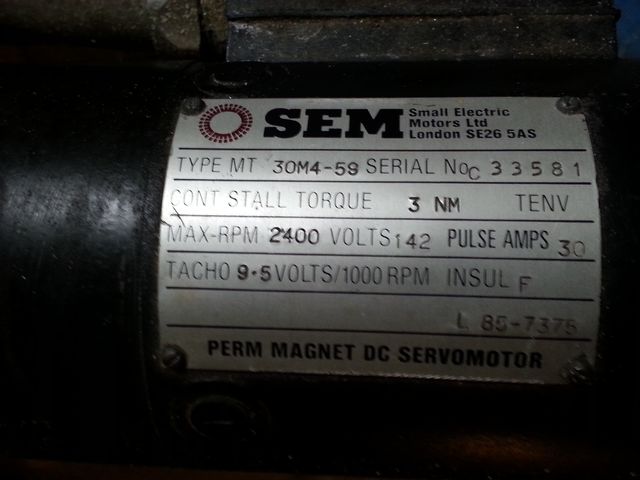 SEM
Small Electric
Motors Ltd
London SE26 5AS
TYPE MT 30M4-59 SERIAL No C 33581
CONT STALL TORQUE 3 NM TENV
MAX-RPM 2400 VOLTS 142 PULSE AMPS 30
TACHO 9.5 VOLTS/1000 RPM INSUL F
L 85-7375
PERM MAGNET DC SERVOMOTOR